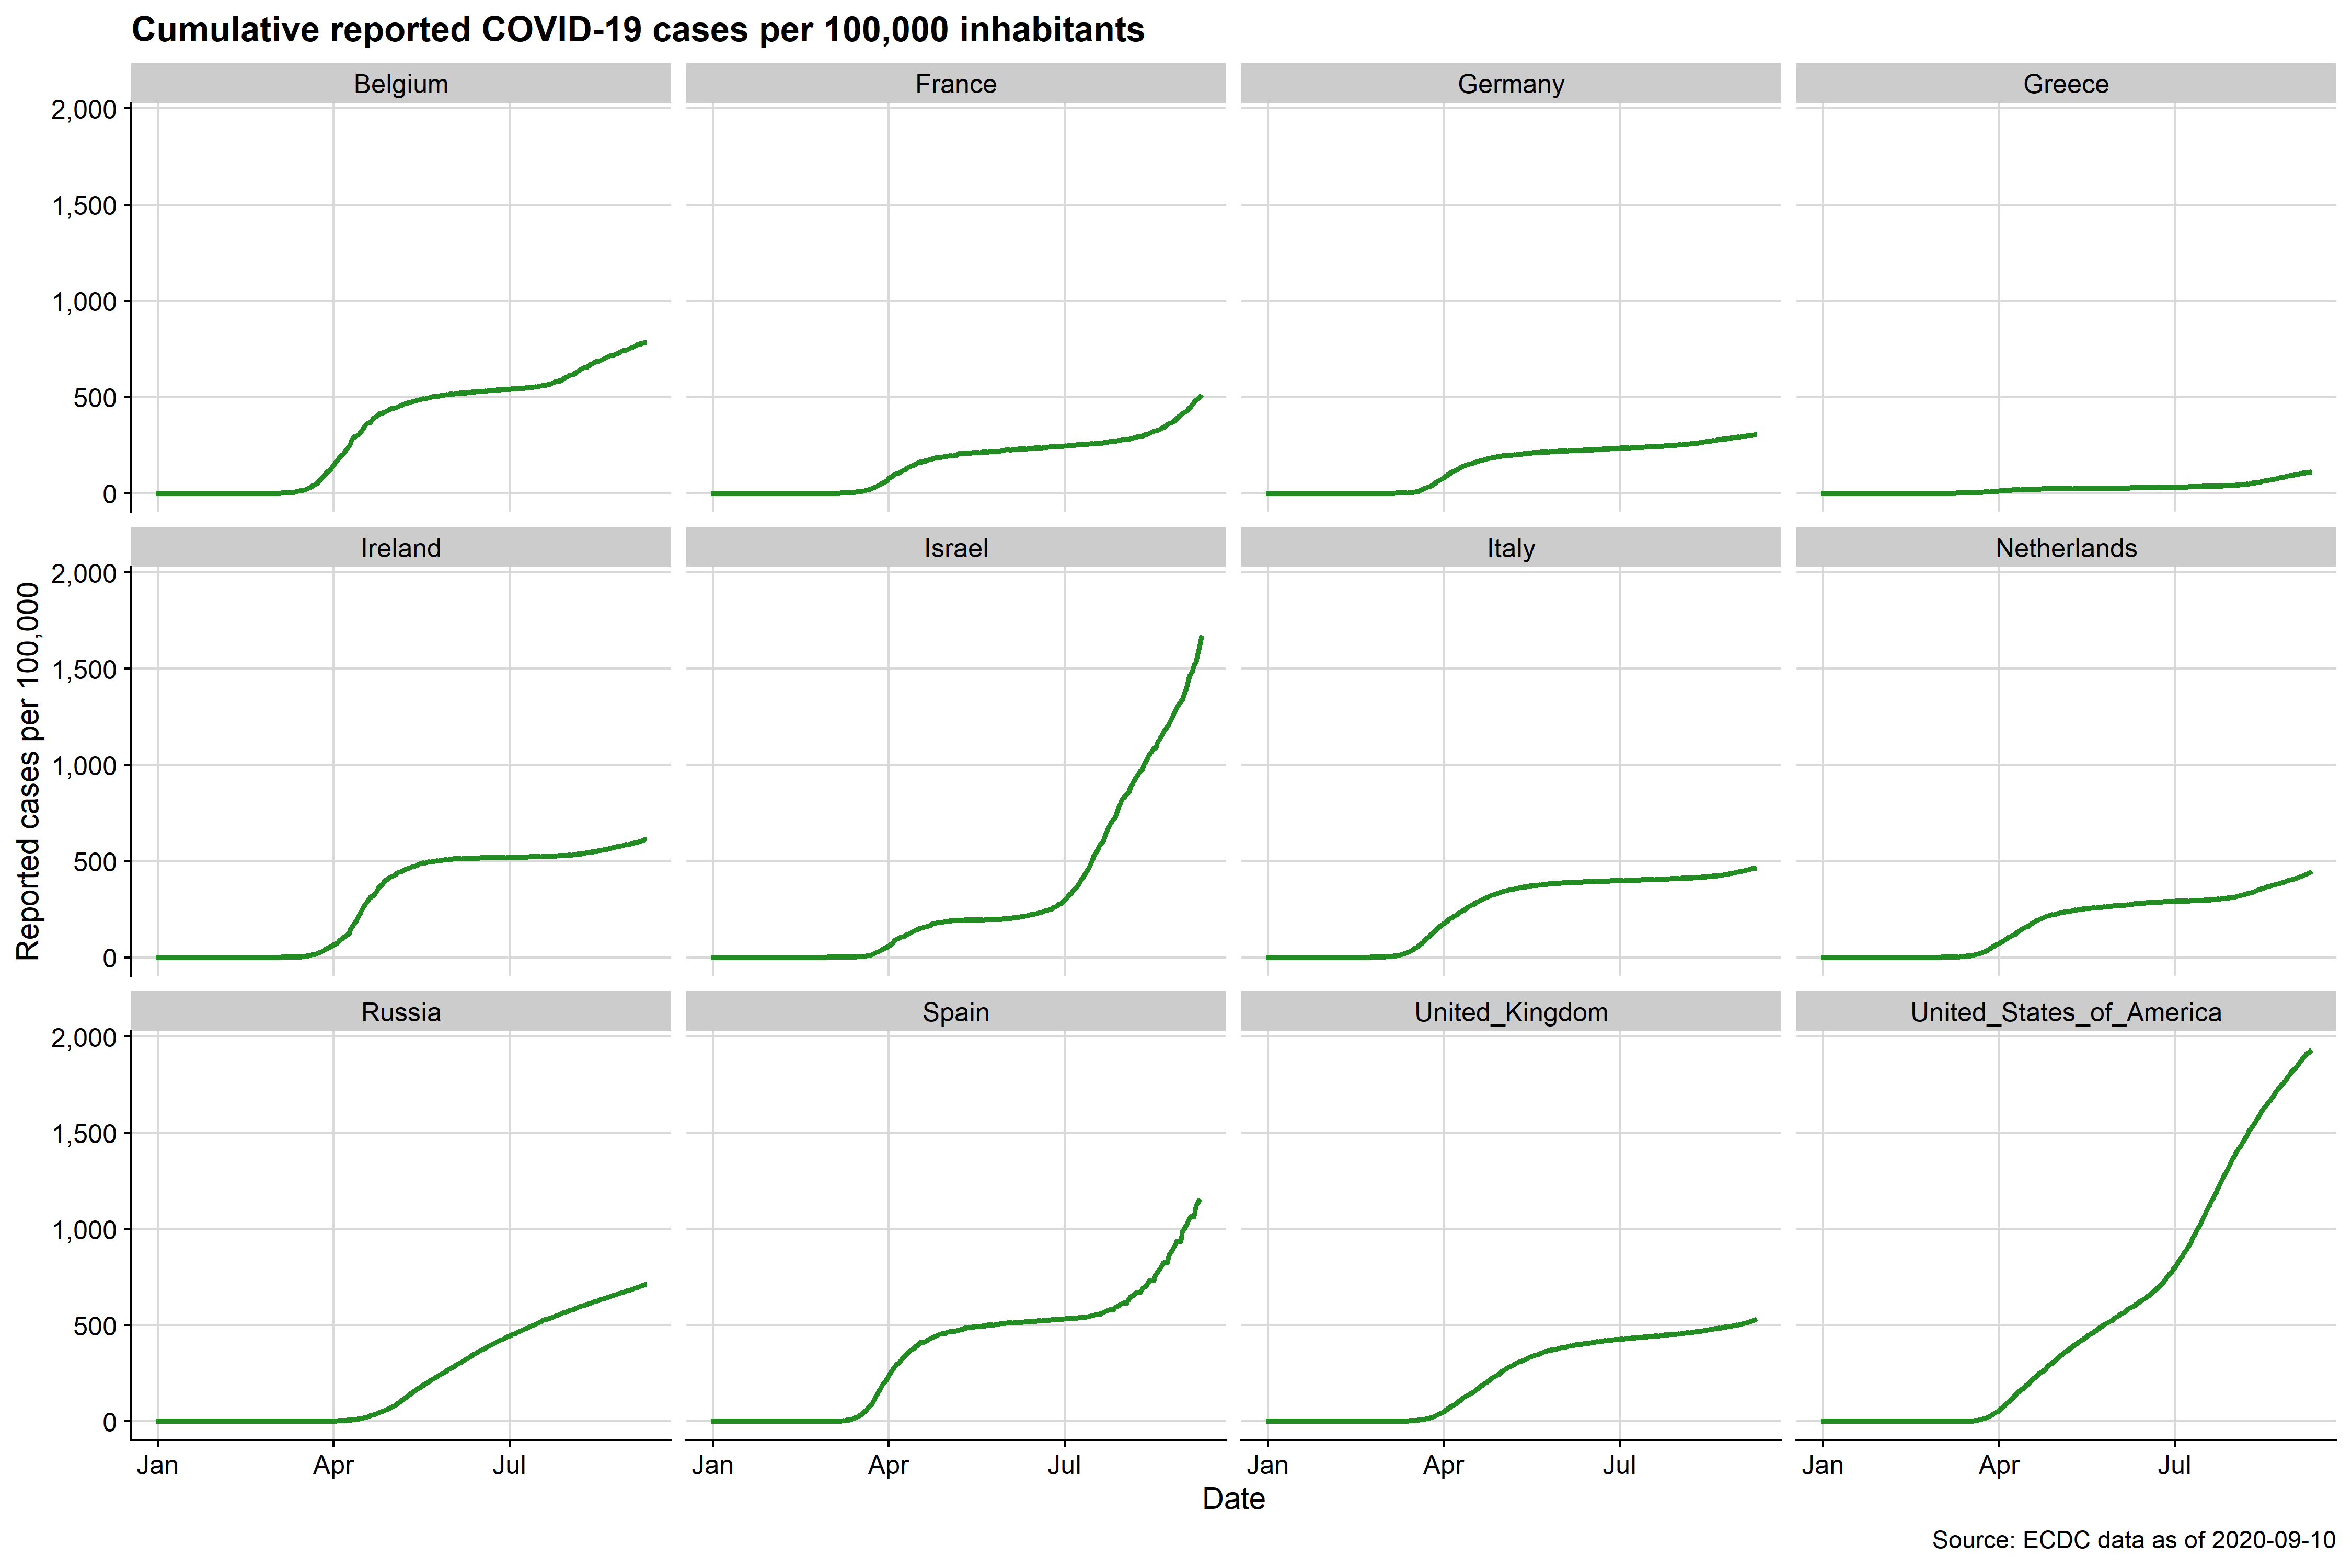 Cumulative reported COVID-19 cases per 100,000 inhabitants
Belgium
France
Germany
Greece
2,000
1,500
1,000
500
0
Ireland
Israel
Italy
Netherlands
2,000
1,500
1,000
500
0
Reported cases per 100,000
Russia
Spain
United_Kingdom
United_States_of_America
2,000
1,500
1,000
500
0
Jan Apr Jul
Jan Apr Jul
Jan Apr Jul
Jan Apr Jul
Date
Source: ECDC data as of 2020-09-10